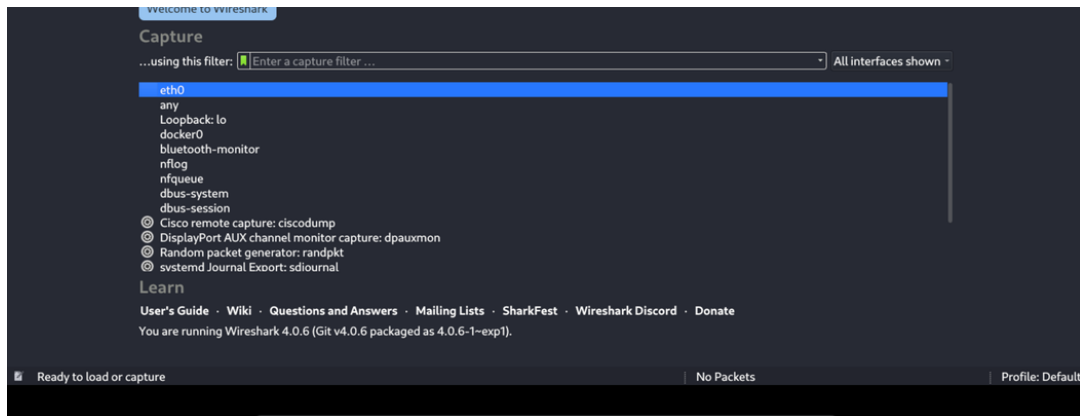 Welcome to Wireshark
Capture
...using this filter: Enter a capture filter ... All interfaces shown
eth0
any
Loopback: lo
docker0
bluetooth-monitor
nflog
nfqueue
dbus-system
dbus-session
Cisco remote capture: ciscodump
DisplayPort AUX channel monitor capture: dpauxmon
Random packet generator: randpkt
systemd Journal Export: sdjournal
Learn
User's Guide · Wiki · Questions and Answers · Mailing Lists · SharkFest · Wireshark Discord · Donate
You are running Wireshark 4.0.6 (Git v4.0.6 packaged as 4.0.6-1~exp1).
Ready to load or capture No Packets Profile: Default